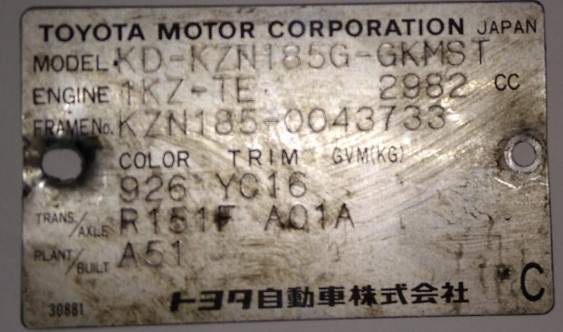 TOYOTA MOTOR CORPORATION JAPAN
MODEL KD-KZN185G-GKMST
ENGINE 1KZ-TE 2982 CC
FRAME No. KZN185-0043733
COLOR TRIM GVM(KG)
926 YC16
TRANS./AXLE R151F A01A
PLANT/BUILT A51
トヨタ自動車株式会社 C
30881